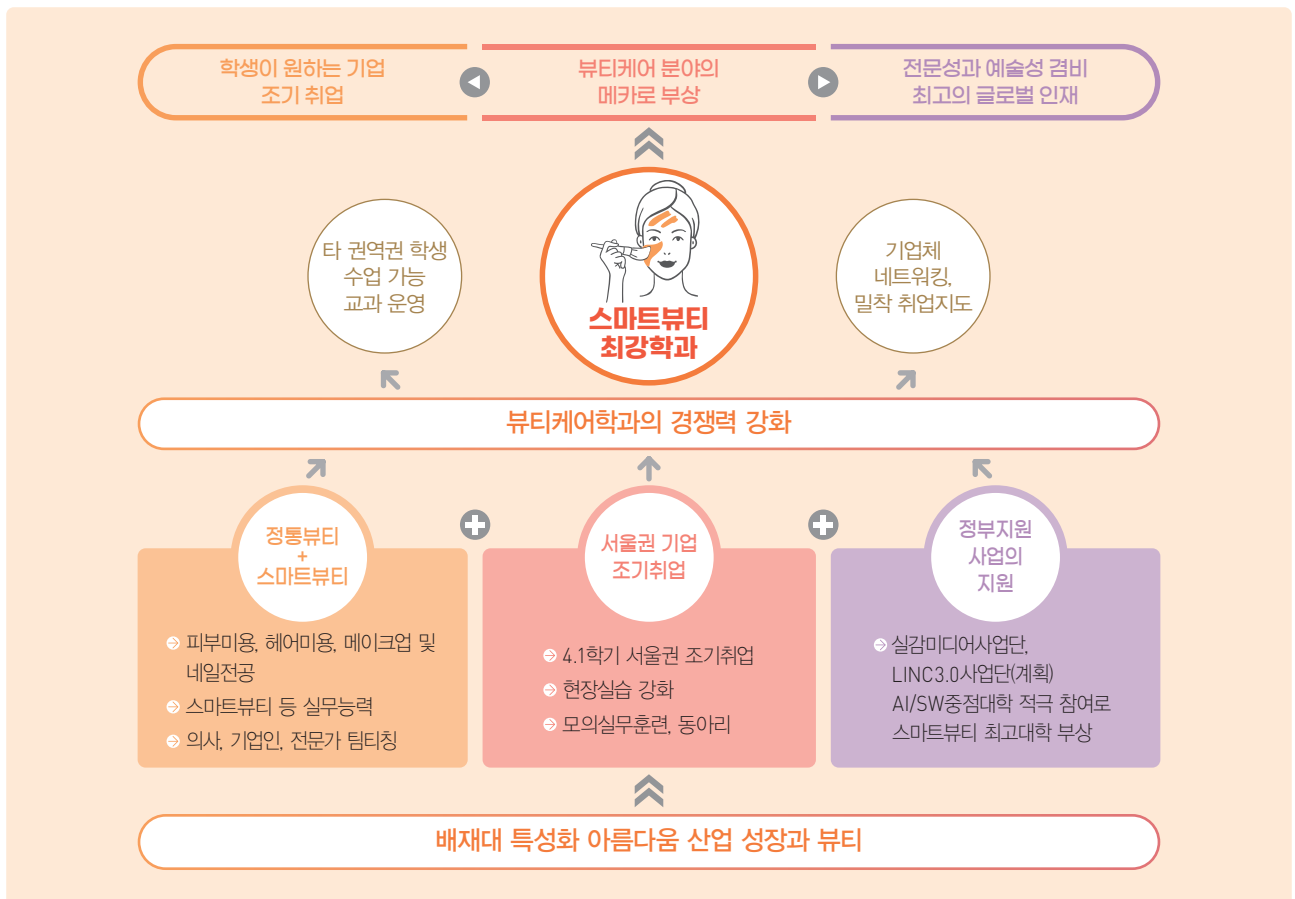 학생이 원하는 기업
조기 취업
뷰티케어 분야의
메카로 부상
전문성과 예술성 겸비
최고의 글로벌 인재
타 권역권 학생
수업 가능
교과 운영
스마트뷰티
최강학과
기업체
네트워킹,
밀착 취업지도
뷰티케어학과의 경쟁력 강화
정통뷰티
+
스마트뷰티
피부미용, 헤어미용, 메이크업 및
네일전공
스마트뷰티 등 실무능력
의사, 기업인, 전문가 팀티칭
서울권 기업
조기취업
4.1학기 서울권 조기취업
현장실습 강화
모의실무훈련, 동아리
정부지원
사업의
지원
실감미디어사업단,
LINC3.0사업단(계획)
AI/SW중점대학 적극 참여로
스마트뷰티 최고대학 부상
배재대 특성화 아름다움 산업 성장과 뷰티